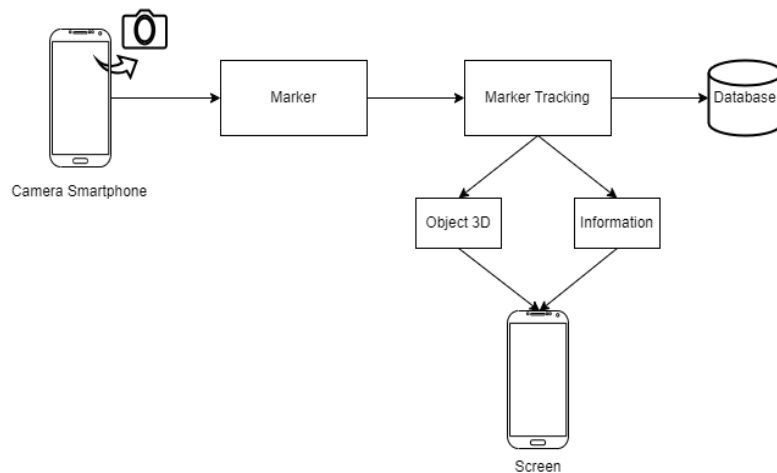 Marker
Marker Tracking
Database
Camera Smartphone
Object 3D
Information
Screen